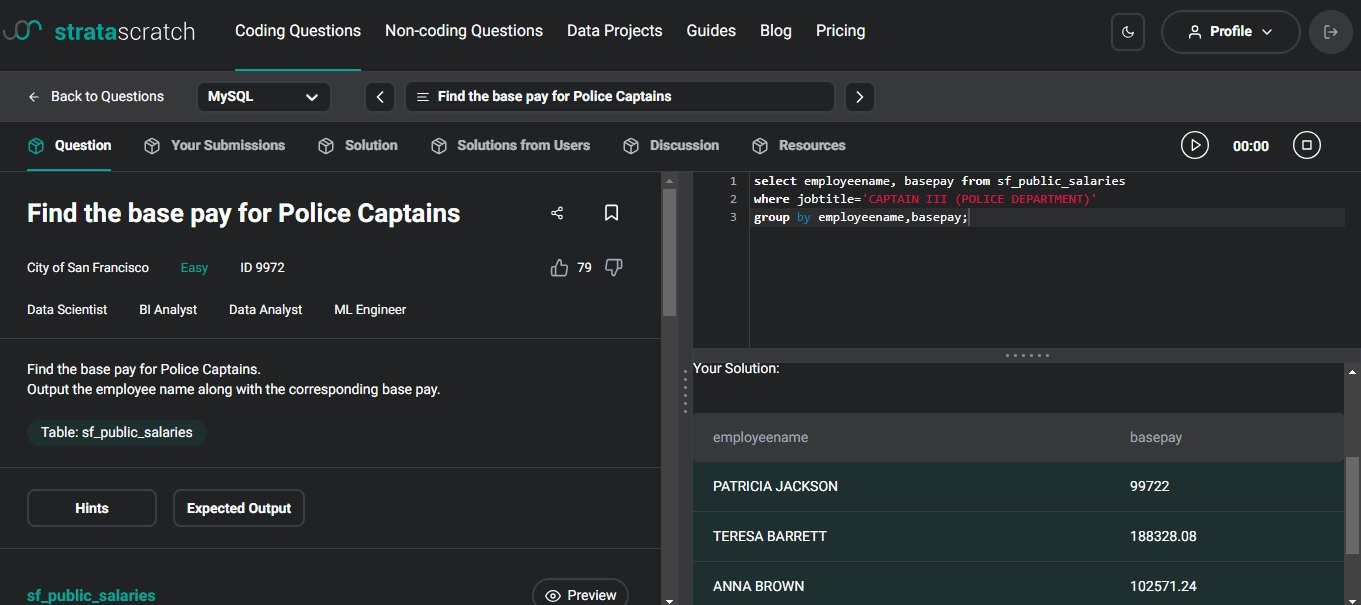 stratascratch
Coding Questions Non-coding Questions Data Projects Guides Blog Pricing
Profile
Back to Questions
MySQL
Find the base pay for Police Captains
Question Your Submissions Solution Solutions from Users Discussion Resources
00:00
Find the base pay for Police Captains
City of San Francisco Easy ID 9972
79
Data Scientist BI Analyst Data Analyst ML Engineer
Find the base pay for Police Captains.
Output the employee name along with the corresponding base pay.
Table: sf_public_salaries
Hints Expected Output
sf_public_salaries
Preview
1 select employeename, basepay from sf_public_salaries
2 where jobtitle='CAPTAIN III (POLICE DEPARTMENT)'
3 group by employeename,basepay;
Your Solution:
employeename basepay
PATRICIA JACKSON 99722
TERESA BARRETT 188328.08
ANNA BROWN 102571.24